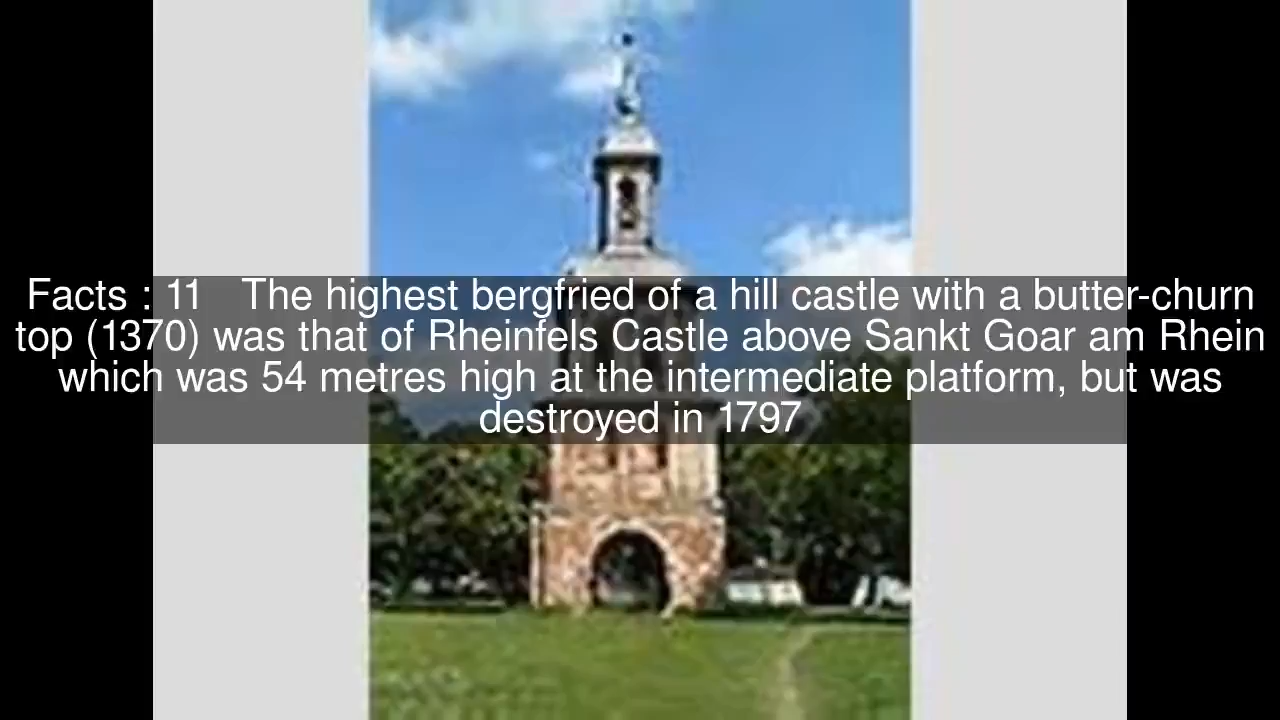 Facts : 11 The highest bergfried of a hill castle with a butter-churn
top (1370) was that of Rheinfels Castle above Sankt Goar am Rhein
which was 54 metres high at the intermediate platform, but was
destroyed in 1797